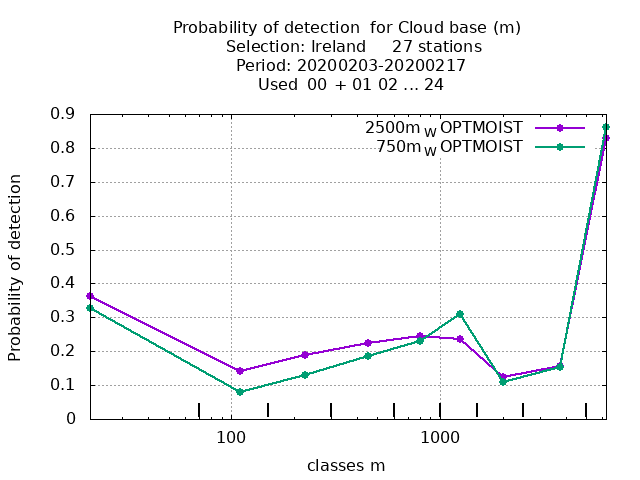 Probability of detection  for Cloud base (m)
Selection: Ireland     27 stations
Period: 20200203-20200217
Used  00  + 01 02 ... 24
2500m_W OPTMOIST
750m_W OPTMOIST
Probability of detection
0.9
0.8
0.7
0.6
0.5
0.4
0.3
0.2
0.1
0
100
1000
classes m